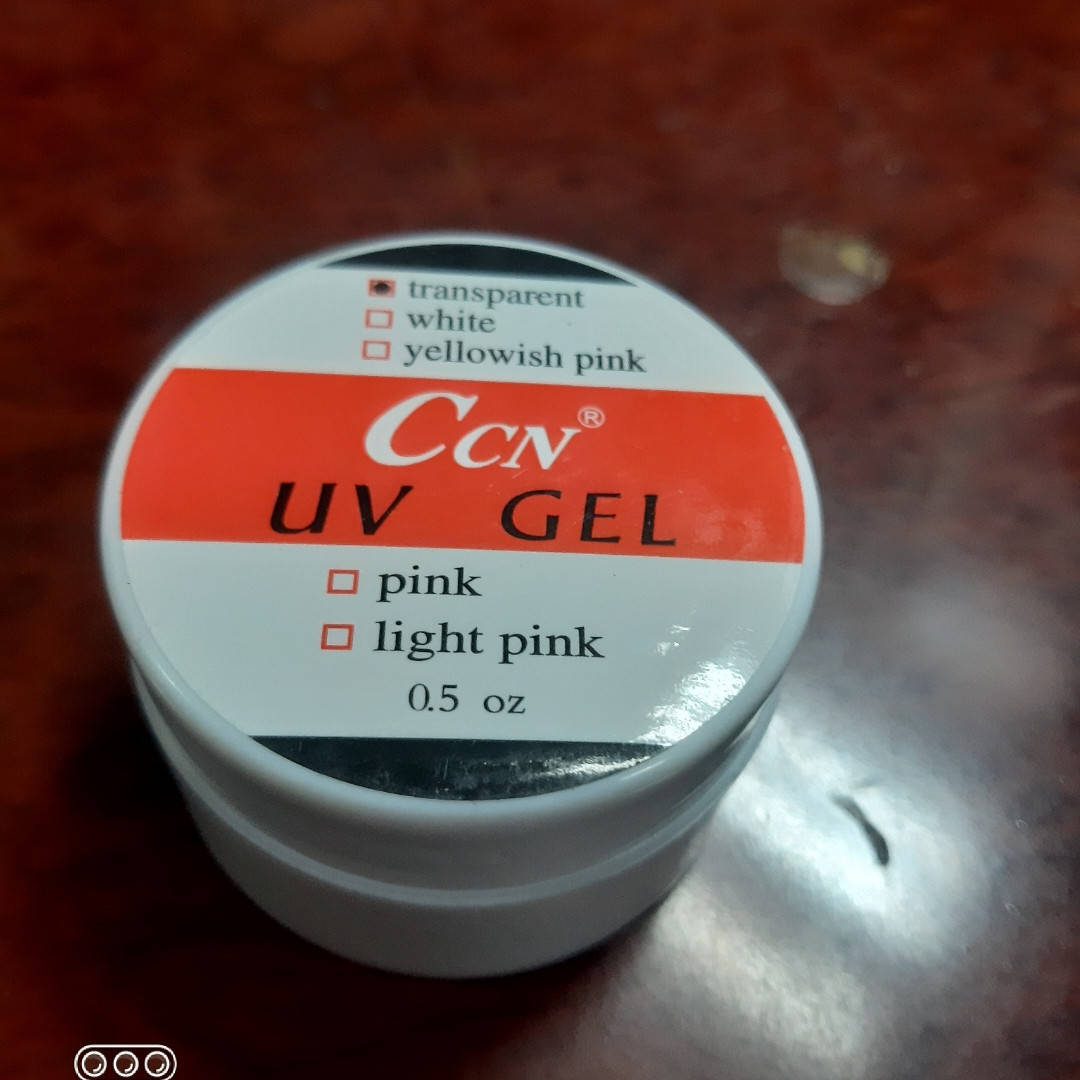 transparent
white
yellowish pink
CCN®
UV GEL
pink
light pink
0.5 oz